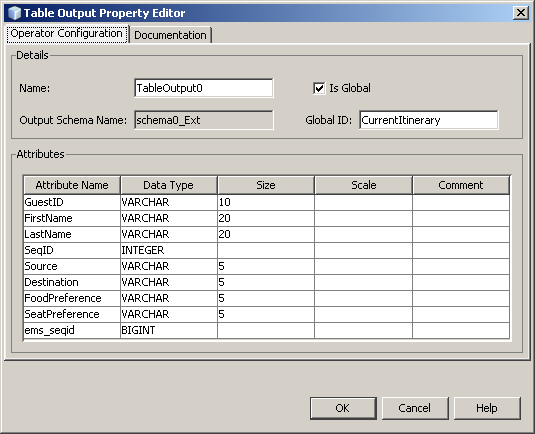 Table Output Property Editor
Operator Configuration Documentation
Details
Name: TableOutput0 Is Global
Output Schema Name: schema0_Ext Global ID: CurrentItinerary
Attributes
Attribute Name Data Type Size Scale Comment
GuestID VARCHAR 10
FirstName VARCHAR 20
LastName VARCHAR 20
SeqID INTEGER
Source VARCHAR 5
Destination VARCHAR 5
FoodPreference VARCHAR 5
SeatPreference VARCHAR 5
ems_seqid BIGINT
OK Cancel Help